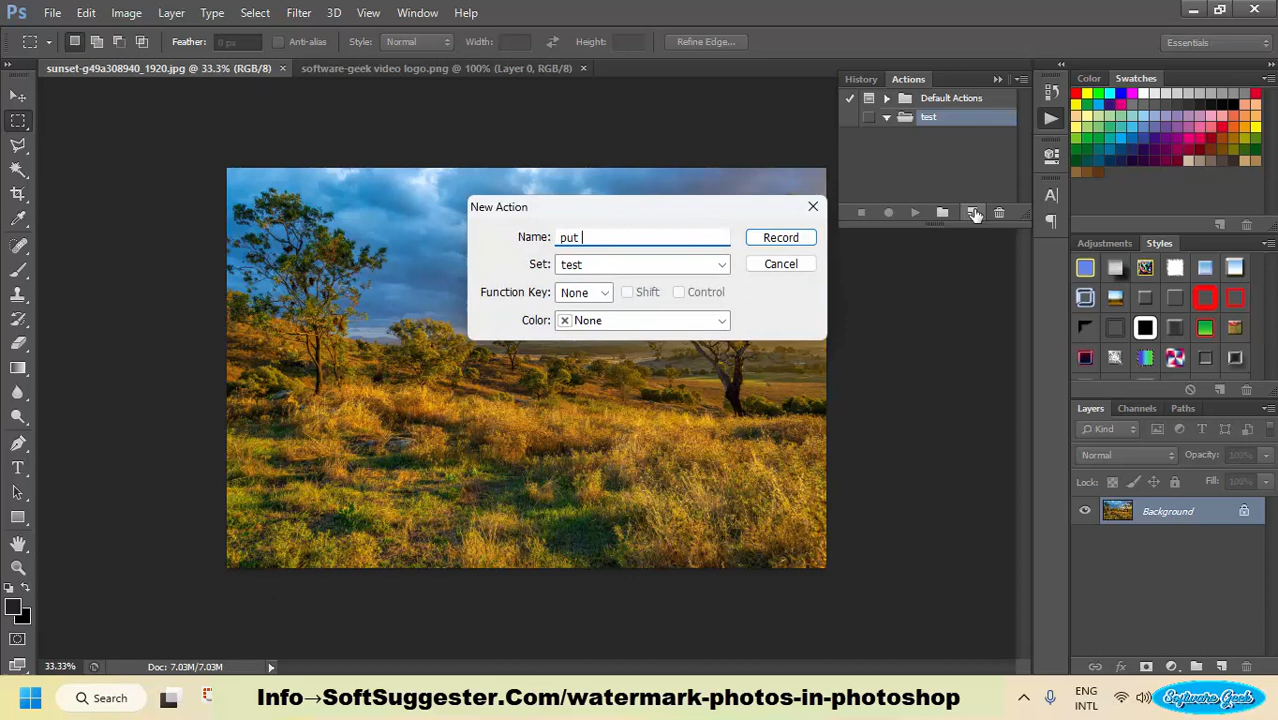 Ps File Edit Image Layer Type Select Filter 3D View Window Help
Feather: 0 px Anti-alias Style: Normal Width: Height: Refine Edge... Essentials
sunset-g49a308940_1920.jpg @ 33.3% (RGB/8) × software-geek video logo.png @ 100% (Layer 0, RGB/8) ×
History Actions
Color Swatches
Default Actions
test
New Action
Name: put
Record
Set: test
Cancel
Function Key: None Shift Control
Color: None
Adjustments Styles
Layers Channels Paths
Kind
Normal Opacity: 100%
Lock: Fill: 100%
Background
33.33% Doc: 7.03M/7.03M
Search
Info→SoftSuggester.Com/watermark-photos-in-photoshop
ENG
INTL
Software Geek